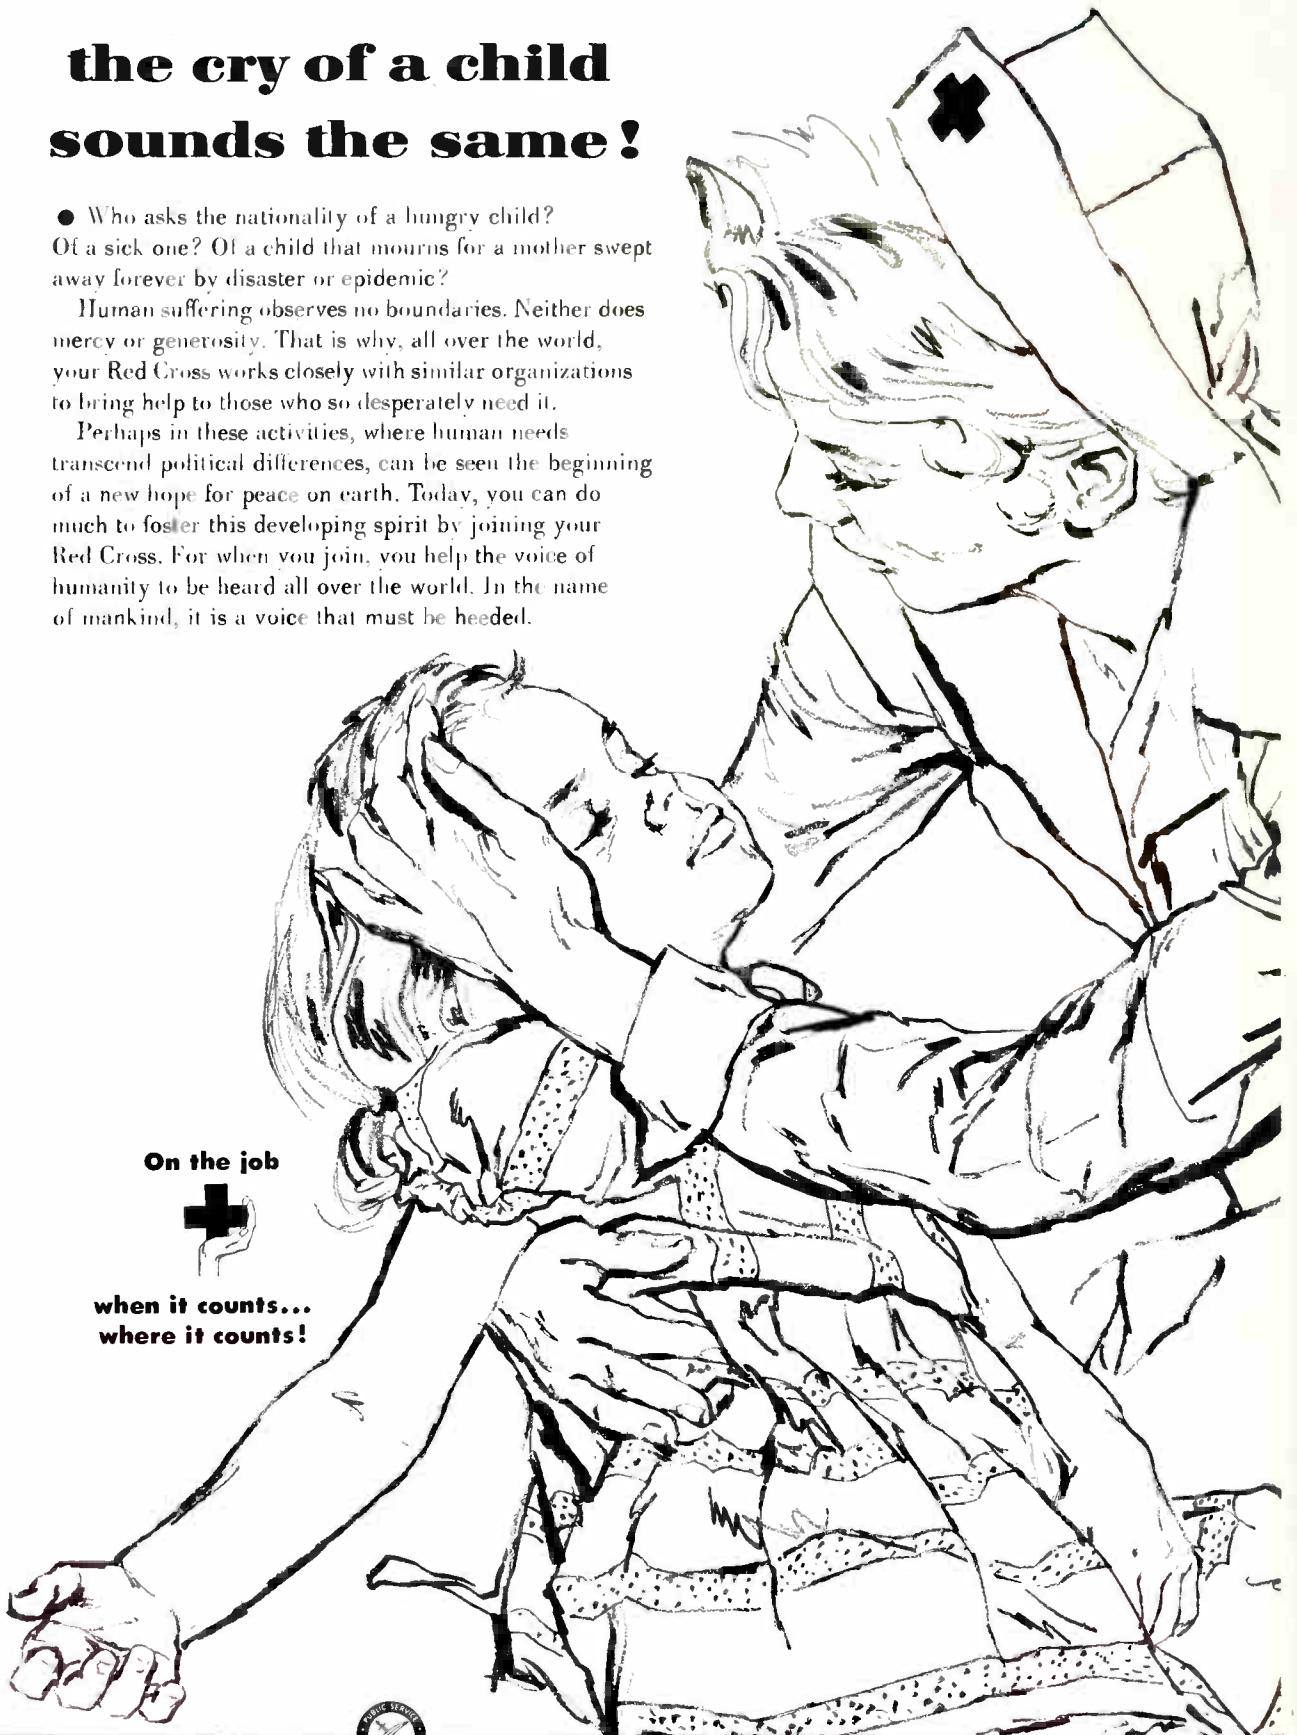 the cry of a child
sounds the same!
● Who asks the nationality of a hungry child?
Of a sick one? Of a child that mourns for a mother swept
away forever by disaster or epidemic?
Human suffering observes no boundaries. Neither does
mercy or generosity. That is why, all over the world,
your Red Cross works closely with similar organizations
to bring help to those who so desperately need it.
Perhaps in these activities, where human needs
transcend political differences, can be seen the beginning
of a new hope for peace on earth. Today, you can do
much to foster this developing spirit by joining your
Red Cross. For when you join, you help the voice of
humanity to be heard all over the world. In the name
of mankind, it is a voice that must be heeded.
On the job
when it counts...
where it counts!
PUBLIC SERVICE